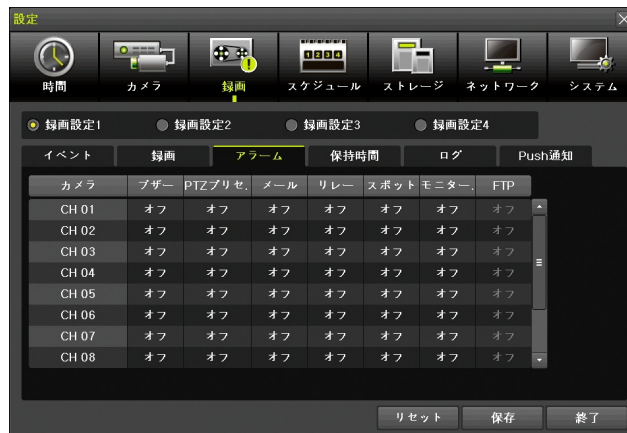 設定
時間 カメラ 録画 スケジュール ストレージ ネットワーク システム
録画設定1 録画設定2 録画設定3 録画設定4
イベント 録画 アラーム 保持時間 ログ Push通知
カメラ ブザー PTZプリセ. メール リレー スポット モニター. FTP
CH 01 オフ オフ オフ オフ オフ オフ オフ
CH 02 オフ オフ オフ オフ オフ オフ オフ
CH 03 オフ オフ オフ オフ オフ オフ オフ
CH 04 オフ オフ オフ オフ オフ オフ オフ
CH 05 オフ オフ オフ オフ オフ オフ オフ
CH 06 オフ オフ オフ オフ オフ オフ オフ
CH 07 オフ オフ オフ オフ オフ オフ オフ
CH 08 オフ オフ オフ オフ オフ オフ オフ
リセット 保存 終了